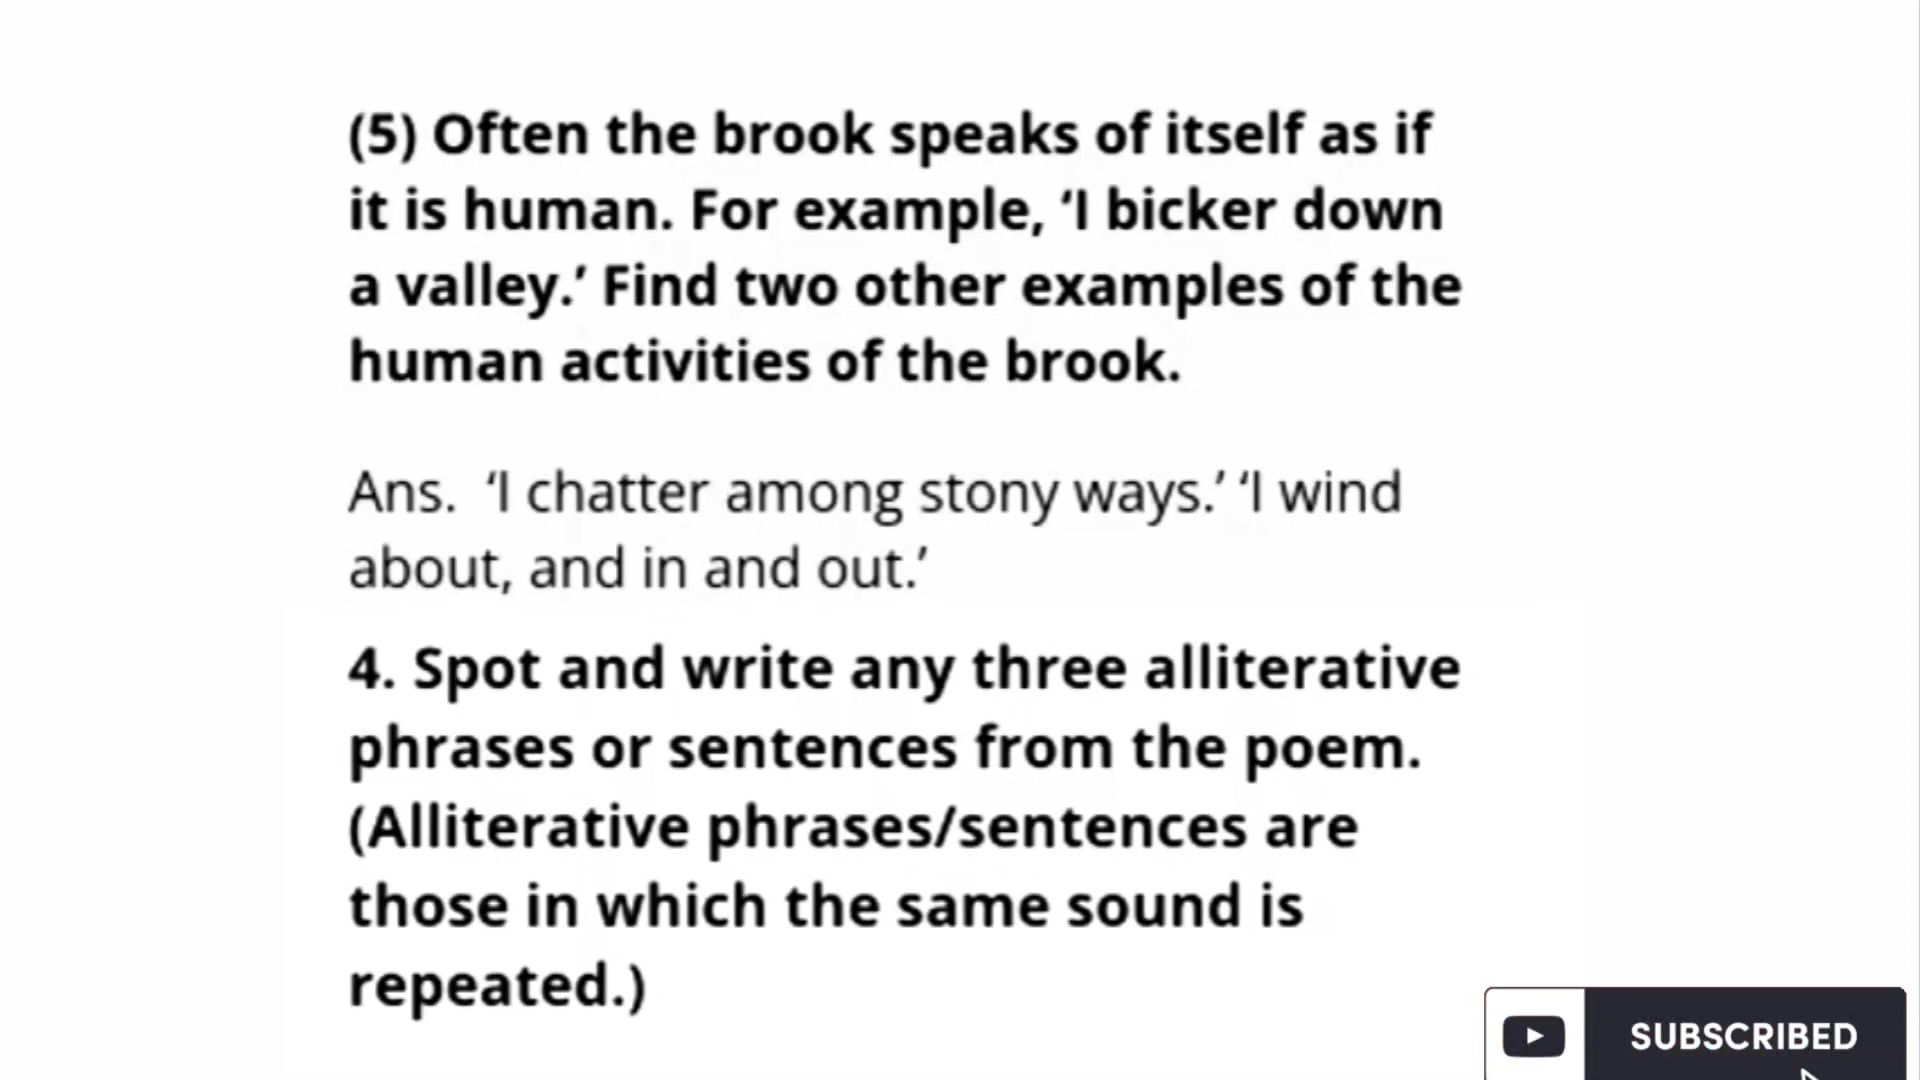 (5) Often the brook speaks of itself as if
it is human. For example, ‘I bicker down
a valley.’ Find two other examples of the
human activities of the brook.
Ans. ‘I chatter among stony ways.’ ‘I wind
about, and in and out.’
4. Spot and write any three alliterative
phrases or sentences from the poem.
(Alliterative phrases/sentences are
those in which the same sound is
repeated.)
SUBSCRIBED